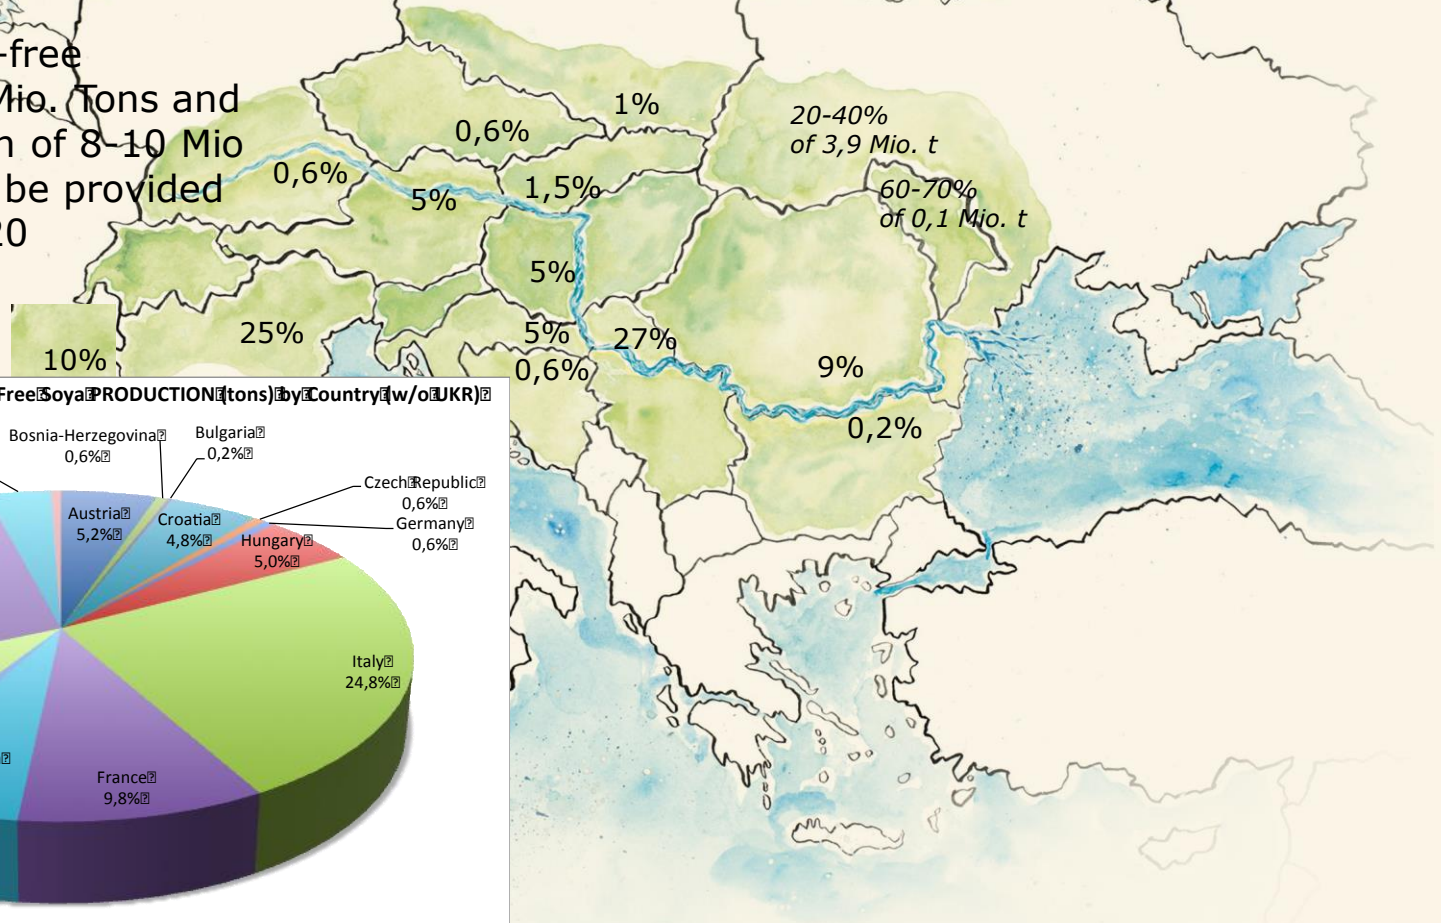 -free
Mio. Tons and
n of 8-10 Mio
be provided
20
1%
0,6%
20-40%
of 3,9 Mio. t
0,6%
5%
1,5%
60-70%
of 0,1 Mio. t
5%
25%
5%
27%
10%
0,6%
9%
0,2%
Free Soya PRODUCTION (tons) by Country (w/o UKR)
Bosnia-Herzegovina
0,6%
Bulgaria
0,2%
Czech Republic
0,6%
Austria
5,2%
Croatia
4,8%
Germany
0,6%
Hungary
5,0%
Italy
24,8%
France
9,8%